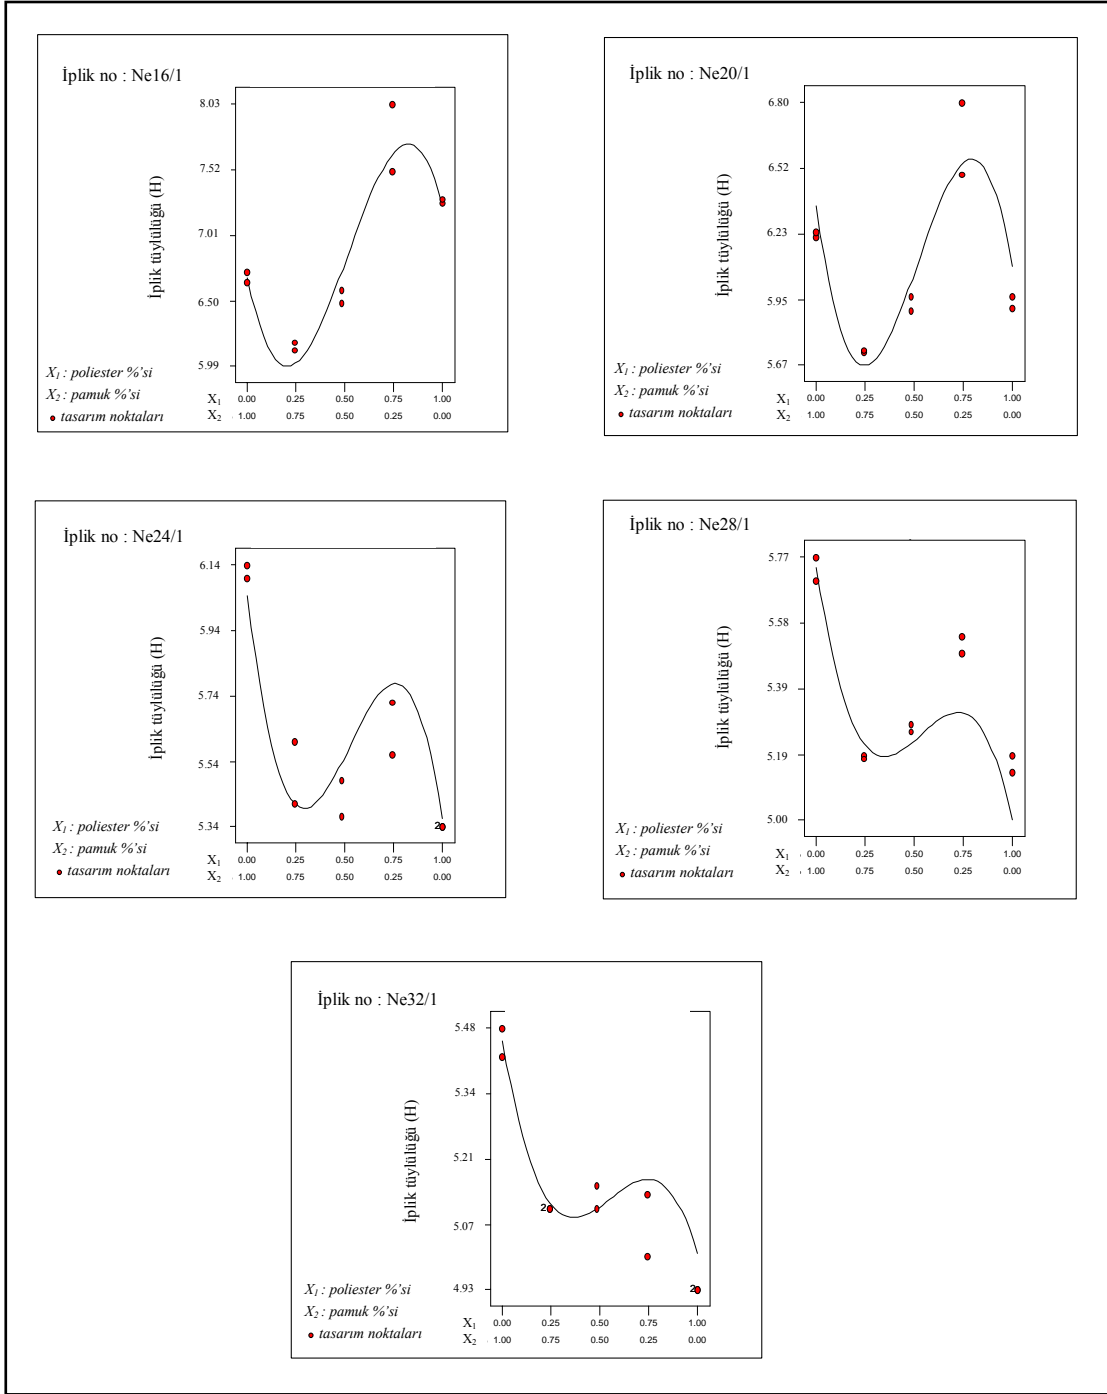 İplik no : Ne16/1
İplik tüylülüğü (H)
8.03
7.52
7.01
6.50
5.99
X₁ : poliester %'si
X₂ : pamuk %'si
tasarım noktaları
X₁ 0.00 0.25 0.50 0.75 1.00
X₂ 1.00 0.75 0.50 0.25 0.00
İplik no : Ne20/1
İplik tüylülüğü (H)
6.80
6.52
6.23
5.95
5.67
X₁ : poliester %'si
X₂ : pamuk %'si
tasarım noktaları
X₁ 0.00 0.25 0.50 0.75 1.00
X₂ 1.00 0.75 0.50 0.25 0.00
İplik no : Ne24/1
İplik tüylülüğü (H)
6.14
5.94
5.74
5.54
5.34
2
X₁ : poliester %'si
X₂ : pamuk %'si
tasarım noktaları
X₁ 0.00 0.25 0.50 0.75 1.00
X₂ 1.00 0.75 0.50 0.25 0.00
İplik no : Ne28/1
İplik tüylülüğü (H)
5.77
5.58
5.39
5.19
5.00
X₁ : poliester %'si
X₂ : pamuk %'si
tasarım noktaları
X₁ 0.00 0.25 0.50 0.75 1.00
X₂ 1.00 0.75 0.50 0.25 0.00
İplik no : Ne32/1
İplik tüylülüğü (H)
5.48
5.34
5.21
5.07
4.93
2
2
X₁ : poliester %'si
X₂ : pamuk %'si
tasarım noktaları
X₁ 0.00 0.25 0.50 0.75 1.00
X₂ 1.00 0.75 0.50 0.25 0.00